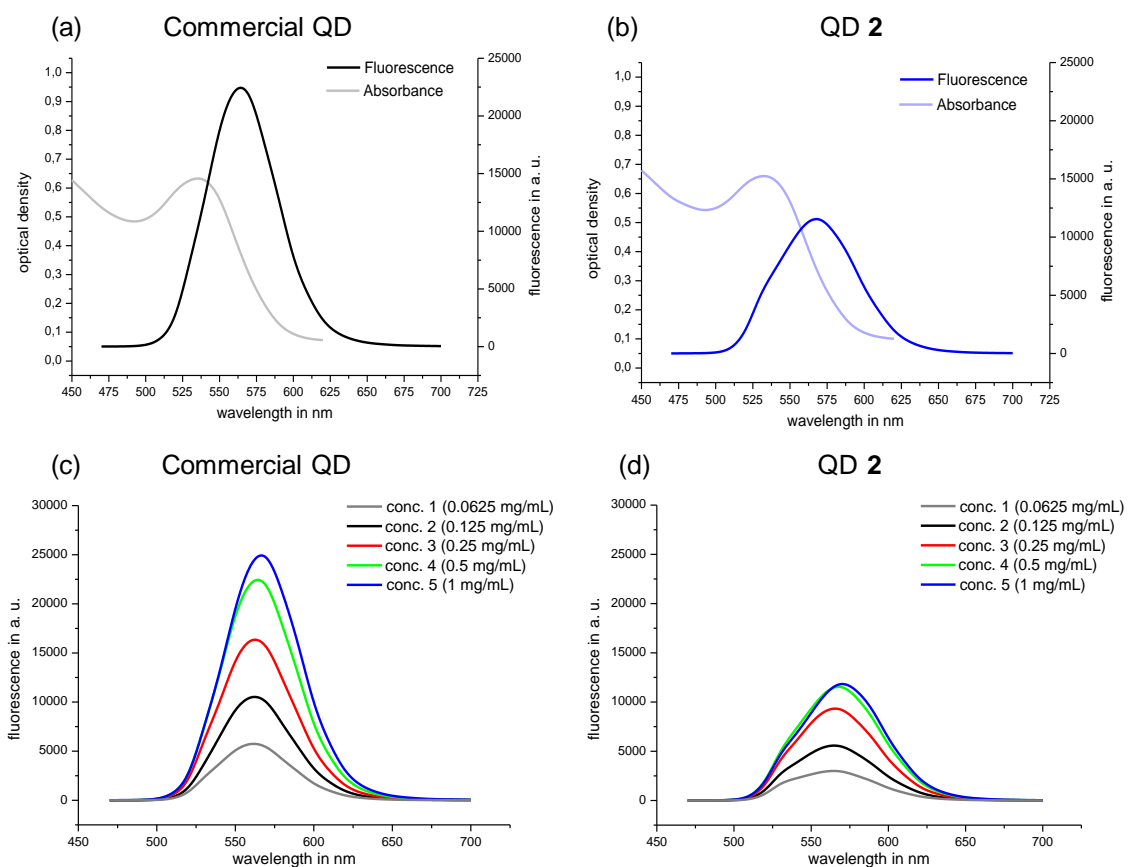 (a) Commercial QD
Fluorescence
Absorbance
optical density
1,0
0,9
0,8
0,7
0,6
0,5
0,4
0,3
0,2
0,1
0,0
25000
20000
15000
10000
5000
0
fluorescence in a. u.
450 475 500 525 550 575 600 625 650 675 700 725
wavelength in nm
(b) QD 2
Fluorescence
Absorbance
optical density
1,0
0,9
0,8
0,7
0,6
0,5
0,4
0,3
0,2
0,1
0,0
25000
20000
15000
10000
5000
0
fluorescence in a. u.
450 475 500 525 550 575 600 625 650 675 700 725
wavelength in nm
(c) Commercial QD
conc. 1 (0.0625 mg/mL)
conc. 2 (0.125 mg/mL)
conc. 3 (0.25 mg/mL)
conc. 4 (0.5 mg/mL)
conc. 5 (1 mg/mL)
fluorescence in a. u.
30000
25000
20000
15000
10000
5000
0
450 500 550 600 650 700
wavelength in nm
(d) QD 2
conc. 1 (0.0625 mg/mL)
conc. 2 (0.125 mg/mL)
conc. 3 (0.25 mg/mL)
conc. 4 (0.5 mg/mL)
conc. 5 (1 mg/mL)
fluorescence in a. u.
30000
25000
20000
15000
10000
5000
0
450 500 550 600 650 700
wavelength in nm